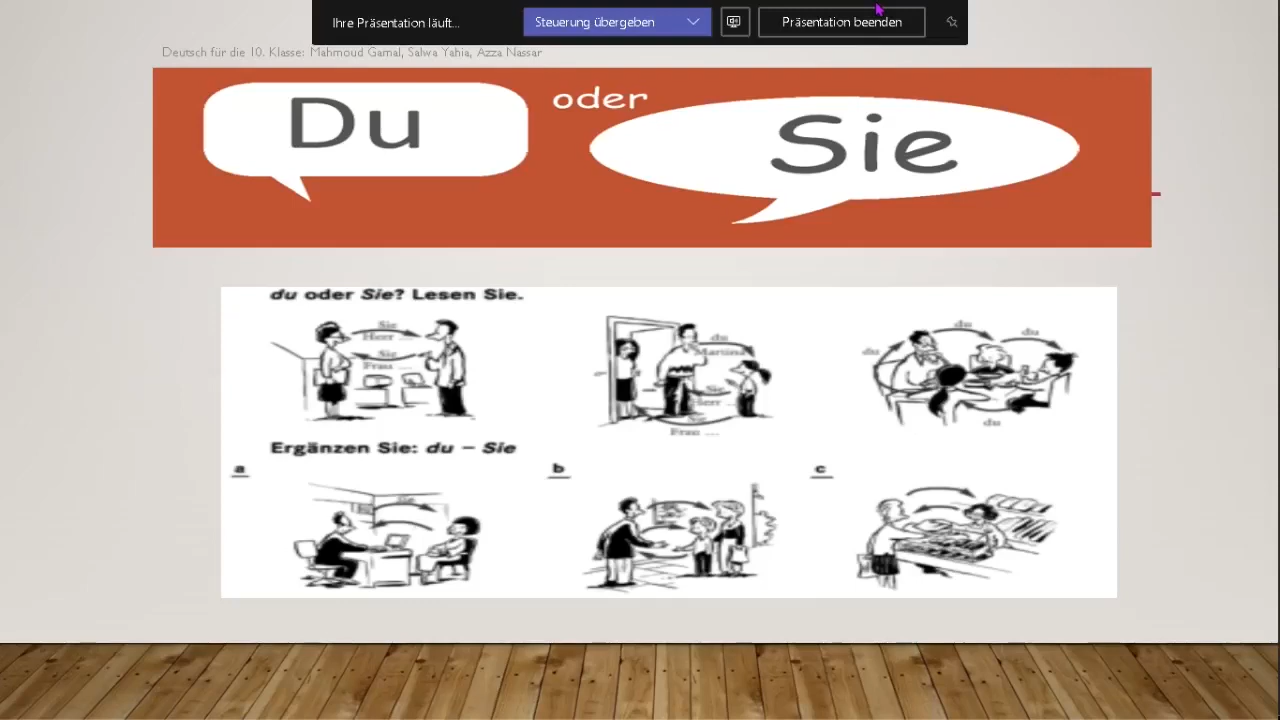 Ihre Präsentation läuft...
Steuerung übergeben
Präsentation beenden
Deutsch für die 10. Klasse: Mahmoud Gamal, Salwa Yahia, Azza Nassar
Du
oder
Sie
du oder Sie? Lesen Sie.
Sie
Herr ...
Sie
Frau ...
du
Martina
Sie
Herr ...
Sie
Frau ...
du
du
du
du
Ergänzen Sie: du – Sie
a
b
c
Sie